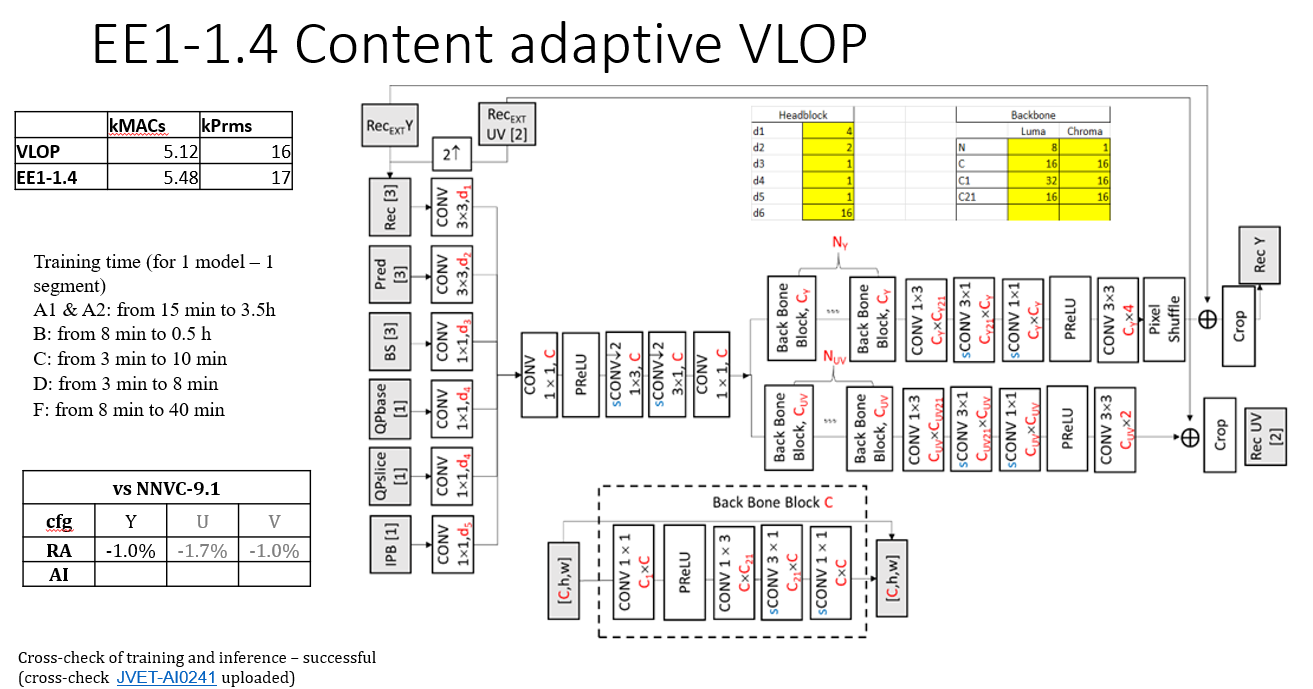 EE1-1.4 Content adaptive VLOP
kMACs kPrms
VLOP 5.12 16
EE1-1.4 5.48 17
Training time (for 1 model – 1
segment)
A1 & A2: from 15 min to 3.5h
B: from 8 min to 0.5 h
C: from 3 min to 10 min
D: from 3 min to 8 min
F: from 8 min to 40 min
vs NNVC-9.1
cfg Y U V
RA -1.0% -1.7% -1.0%
AI
Cross-check of training and inference – successful
(cross-check JVET-AI0241 uploaded)
RecEXT Y
RecEXT
UV [2]
2↑
Rec [3]
CONV
3×3,d1
Pred
[3]
CONV
3×3,d2
BS [3]
CONV
1×1,d3
QPbase
[1]
CONV
1×1,d4
QPslice
[1]
CONV
1×1,d4
IPB [1]
CONV
1×1,d5
CONV
1×1, C
PReLU
sCONV↓2
1×3, C
sCONV↓2
3×1, C
CONV
1×1, C
Headblock
d1 4
d2 2
d3 1
d4 1
d5 1
d6 16
Backbone
Luma Chroma
N 8 1
C 16 16
C1 32 16
C21 16 16
NY
Back Bone
Block, CY
...
Back Bone
Block, CY
CONV 1×3
CY×CY21
sCONV 3×1
CY21×CY
sCONV 1×1
CY×CY
PReLU
CONV 3×3
CY×4
Pixel
Shuffle
⊕
Crop
Rec Y
NUV
Back Bone
Block, CUV
...
Back Bone
Block, CUV
CONV 1×3
CUV×CUV21
sCONV 3×1
CUV21×CUV
sCONV 1×1
CUV×CUV
PReLU
CONV 3×3
CUV×2
⊕
Crop
Rec UV
[2]
Back Bone Block C
[C,h,w]
CONV 1 × 1
C1×C
PReLU
CONV 1 × 3
C×C21
sCONV 3 × 1
C21×C
sCONV 1 × 1
C×C
[C,h,w]